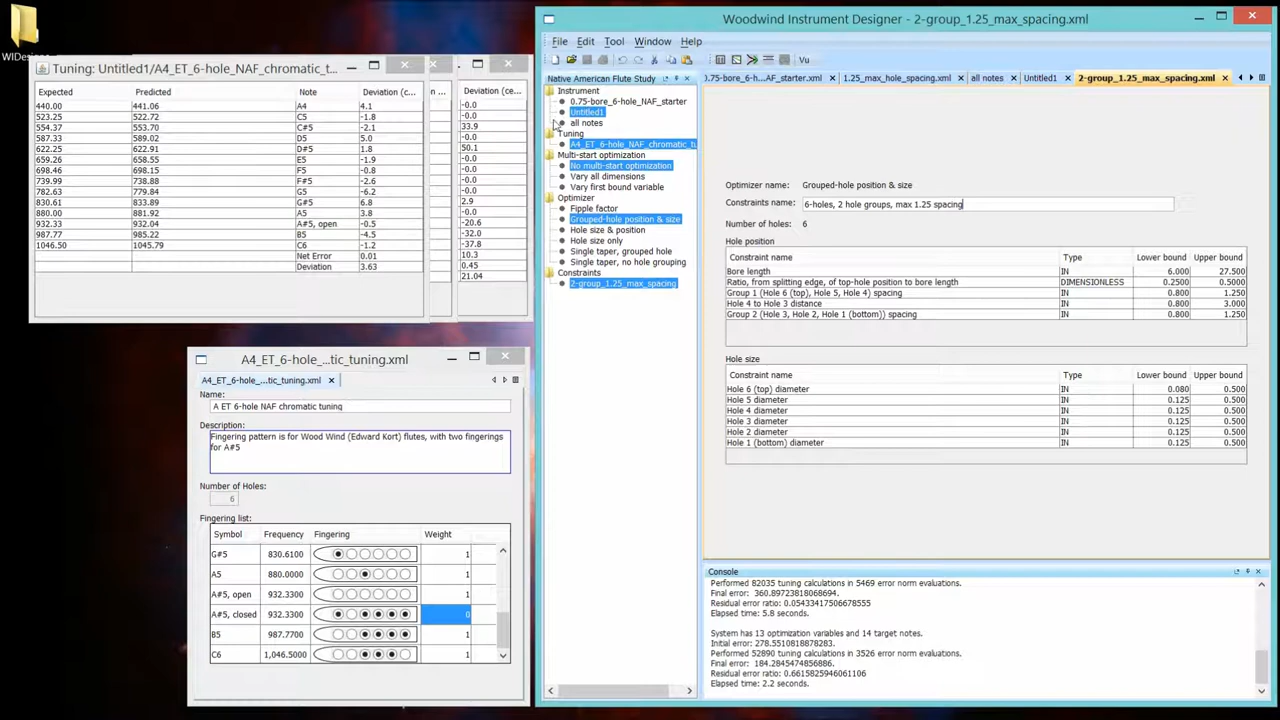 WIDes
Tuning: Untitled1/A4_ET_6-hole_NAF_chromatic_t...
Expected Predicted Note Deviation (c...
440.00 441.06 A4 4.1
523.25 522.72 C5 -1.8
554.37 553.70 C#5 -2.1
587.33 589.02 D5 5.0
622.25 622.91 D#5 1.8
659.26 658.55 E5 -1.9
698.46 698.15 F5 -0.8
739.99 738.88 F#5 -2.6
782.63 779.84 G5 -6.2
830.61 833.89 G#5 6.8
880.00 881.92 A5 3.8
932.33 932.04 A#5, open -0.5
987.77 985.22 B5 -4.5
1046.50 1045.79 C6 -1.2
Net Error 0.01
Deviation 3.63
...
Deviation (ce...
-0.0
-0.0
33.9
-0.0
50.1
-0.0
-0.0
-0.0
-0.0
2.9
-0.0
-20.6
-32.0
-37.8
10.3
0.45
21.04
A4_ET_6-hole_...tic_tuning.xml
A4_ET_6-hole_...tic_tuning.xml
Name:
A ET 6-hole NAF chromatic tuning
Description:
Fingering pattern is for Wood Wind (Edward Kort) flutes, with two fingerings
for A#5
Number of Holes:
6
Fingering list:
Symbol Frequency Fingering Weight
G#5 830.6100 1
A5 880.0000 1
A#5, open 932.3300 1
A#5, closed 932.3300 0
B5 987.7700 1
C6 1,046.5000 1
Woodwind Instrument Designer - 2-group_1.25_max_spacing.xml
File Edit Tool Window Help
Vu
Native American Flute Study
Instrument
0.75-bore_6-hole_NAF_starter
Untitled1
all notes
Tuning
A4_ET_6-hole_NAF_chromatic_tu
Multi-start optimization
No multi-start optimization
Vary all dimensions
Vary first bound variable
Optimizer
Fipple factor
Grouped-hole position & size
Hole size & position
Hole size only
Single taper, grouped hole
Single taper, no hole grouping
Constraints
2-group_1.25_max_spacing
0.75-bore_6-h...AF_starter.xml 1.25_max_hole_spacing.xml all notes Untitled1 2-group_1.25_max_spacing.xml
Optimizer name: Grouped-hole position & size
Constraints name: 6-holes, 2 hole groups, max 1.25 spacing
Number of holes: 6
Hole position
Constraint name Type Lower bound Upper bound
Bore length IN 6.000 27.500
Ratio, from splitting edge, of top-hole position to bore length DIMENSIONLESS 0.2500 0.5000
Group 1 (Hole 6 (top), Hole 5, Hole 4) spacing IN 0.800 1.250
Hole 4 to Hole 3 distance IN 0.800 3.000
Group 2 (Hole 3, Hole 2, Hole 1 (bottom)) spacing IN 0.800 1.250
Hole size
Constraint name Type Lower bound Upper bound
Hole 6 (top) diameter IN 0.080 0.500
Hole 5 diameter IN 0.125 0.500
Hole 4 diameter IN 0.125 0.500
Hole 3 diameter IN 0.125 0.500
Hole 2 diameter IN 0.125 0.500
Hole 1 (bottom) diameter IN 0.125 0.500
Console
Performed 82035 tuning calculations in 5469 error norm evaluations.
Final error: 360.89723818068694.
Residual error ratio: 0.05433417506678555
Elapsed time: 5.8 seconds.
System has 13 optimization variables and 14 target notes.
Initial error: 278.5510818878283.
Performed 52890 tuning calculations in 3526 error norm evaluations.
Final error: 184.2845474856886.
Residual error ratio: 0.6615825946061106
Elapsed time: 2.2 seconds.